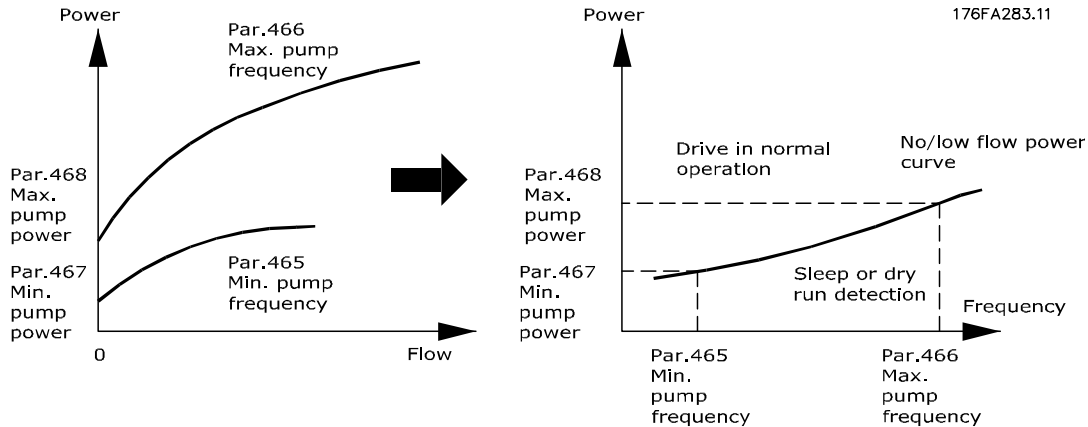 Power
Par.466
Max. pump
frequency
Par.468
Max.
pump
power
Par.467
Min.
pump
power
Par.465
Min. pump
frequency
0
Flow
Power
176FA283.11
Drive in normal
operation
No/low flow power
curve
Par.468
Max.
pump
power
Par.467
Min.
pump
power
Sleep or dry
run detection
Frequency
Par.465
Min.
pump
frequency
Par.466
Max.
pump
frequency